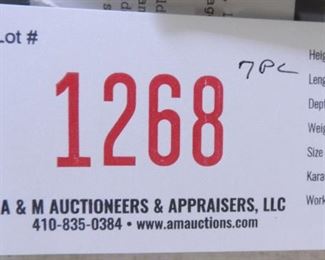 Lot #
7PC
1268
A & M AUCTIONEERS & APPRAISERS, LLC
410-835-0384 • www.amauctions.com
Heig
Leng
Dept
Weig
Size
Kara
Work